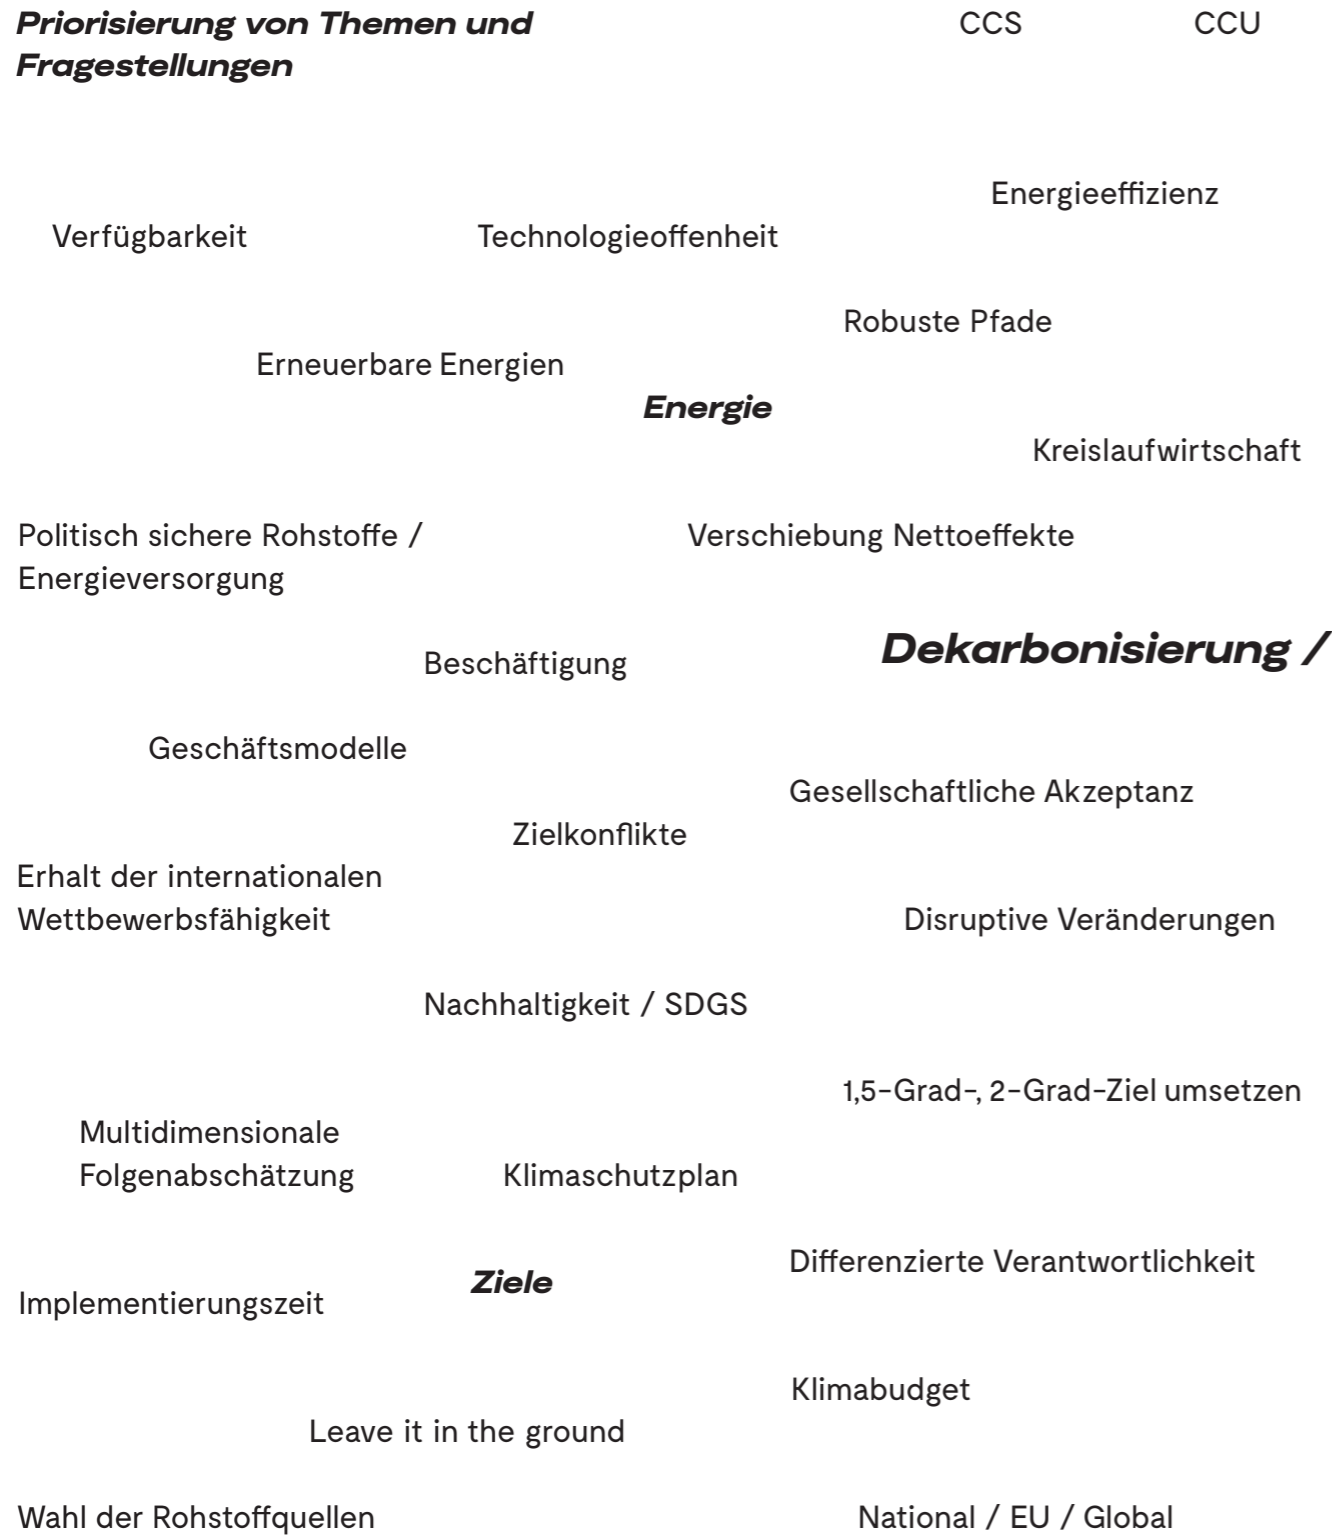 Priorisierung von Themen und
Fragestellungen
CCS
CCU
Energieeffizienz
Verfügbarkeit
Technologieoffenheit
Robuste Pfade
Erneuerbare Energien
Energie
Kreislaufwirtschaft
Politisch sichere Rohstoffe /
Energieversorgung
Verschiebung Nettoeffekte
Dekarbonisierung /
Beschäftigung
Geschäftsmodelle
Gesellschaftliche Akzeptanz
Zielkonflikte
Erhalt der internationalen
Wettbewerbsfähigkeit
Disruptive Veränderungen
Nachhaltigkeit / SDGS
1,5-Grad-, 2-Grad-Ziel umsetzen
Multidimensionale
Folgenabschätzung
Klimaschutzplan
Differenzierte Verantwortlichkeit
Ziele
Implementierungszeit
Klimabudget
Leave it in the ground
Wahl der Rohstoffquellen
National / EU / Global